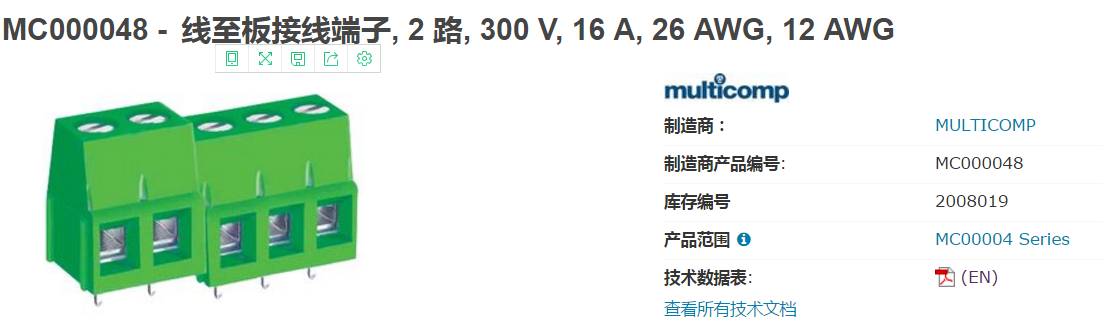 MC000048 - 线至板接线端子, 2 路, 300 V, 16 A, 26 AWG, 12 AWG
multicomp
制造商： MULTICOMP
制造商产品编号: MC000048
库存编号 2008019
产品范围 MC00004 Series
技术数据表: (EN)
查看所有技术文档